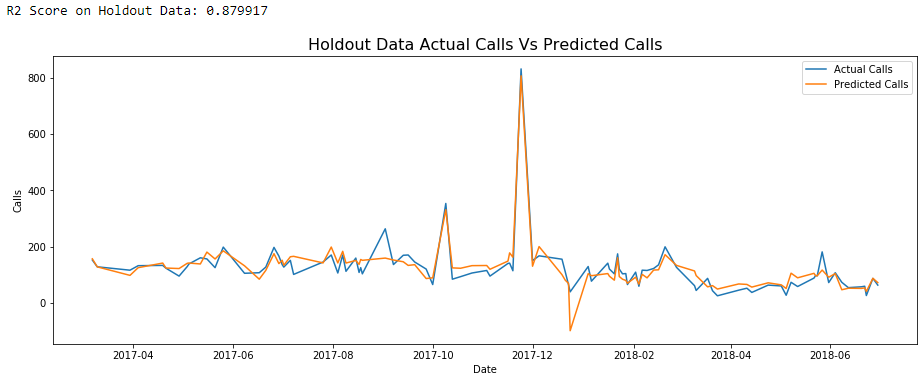 R2 Score on Holdout Data: 0.879917
Holdout Data Actual Calls Vs Predicted Calls
Actual Calls
Predicted Calls
800
600
400
200
0
Calls
2017-04
2017-06
2017-08
2017-10
2017-12
2018-02
2018-04
2018-06
Date